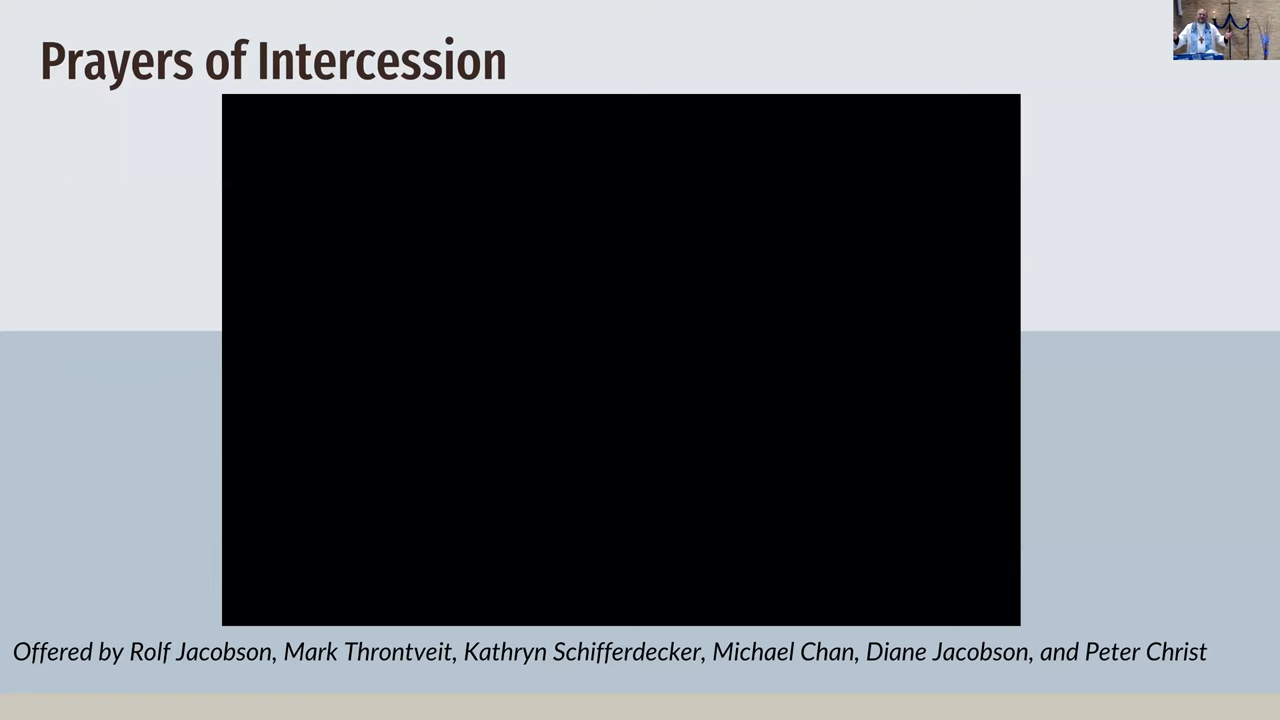 Prayers of Intercession
Offered by Rolf Jacobson, Mark Throntveit, Kathryn Schifferdecker, Michael Chan, Diane Jacobson, and Peter Christ